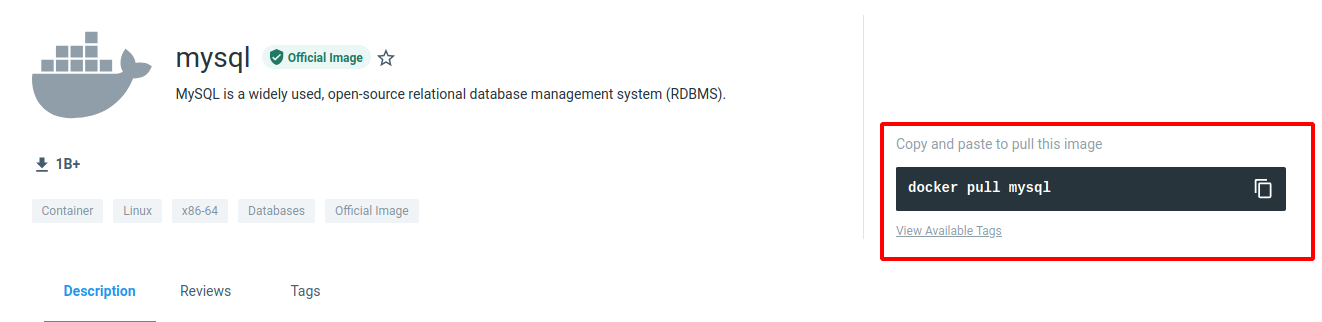 mysql Official Image
MySQL is a widely used, open-source relational database management system (RDBMS).
1B+
Container Linux x86-64 Databases Official Image
Copy and paste to pull this image
docker pull mysql
View Available Tags
Description Reviews Tags